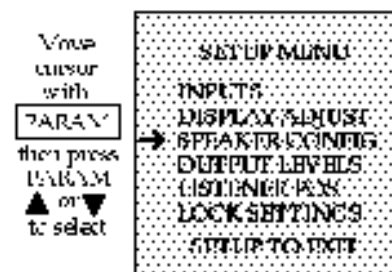 Move
cursor
with
PARAM
then press
PARAM
▲ or ▼
to select
SETUP MENU
INPUTS
DISPLAY ADJUST
→ SPEAKER CONFIG
OUTPUT LEVELS
LISTENER POS
LOCK SETTINGS
SETUP TO EXIT